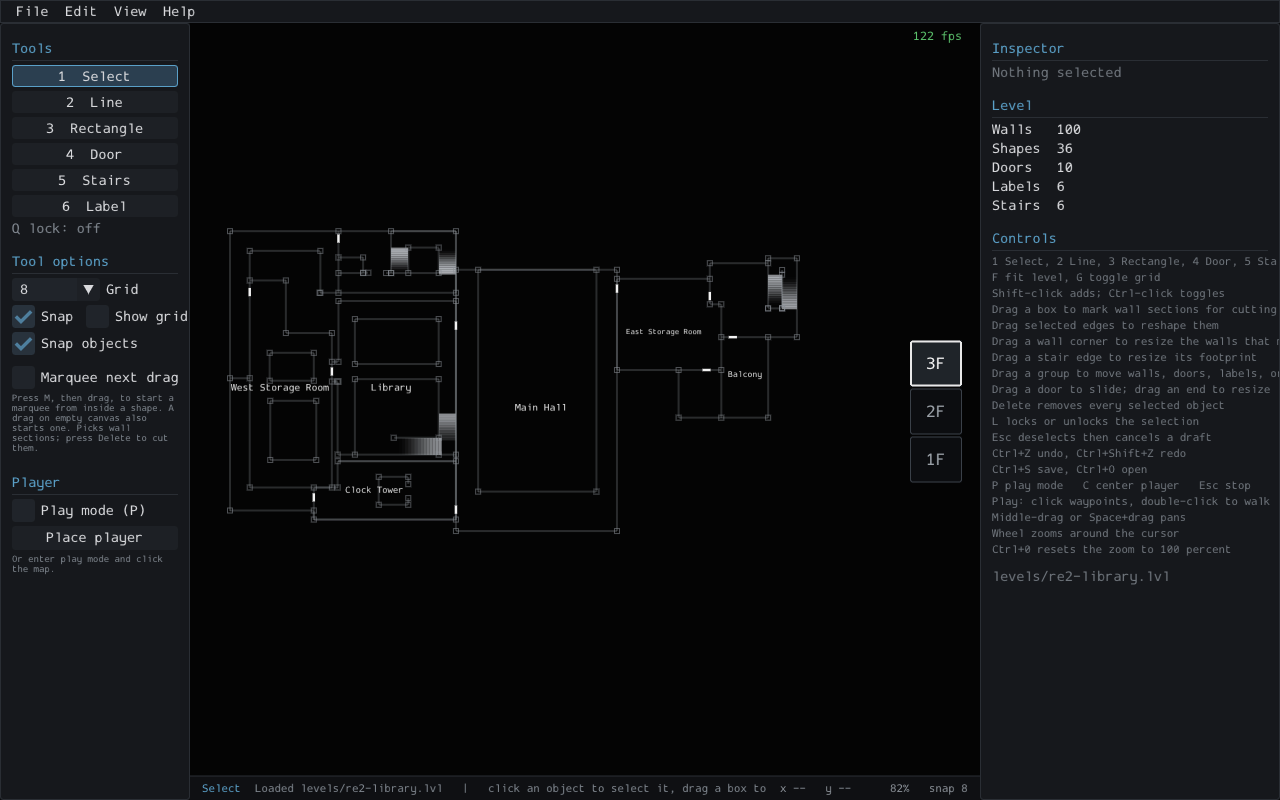 File Edit View Help
Tools
1 Select
2 Line
3 Rectangle
4 Door
5 Stairs
6 Label
Q lock: off
Tool options
8 ▼ Grid
Snap Show grid
Snap objects
Marquee next drag
Press M, then drag, to start a
marquee from inside a shape. A
drag on empty canvas also
starts one. Picks wall
sections; press Delete to cut
them.
Player
Play mode (P)
Place player
Or enter play mode and click
the map.
122 fps
West Storage Room
Library
Clock Tower
Main Hall
East Storage Room
Balcony
3F
2F
1F
Inspector
Nothing selected
Level
Walls 100
Shapes 36
Doors 10
Labels 6
Stairs 6
Controls
1 Select, 2 Line, 3 Rectangle, 4 Door, 5 Sta
F fit level, G toggle grid
Shift-click adds; Ctrl-click toggles
Drag a box to mark wall sections for cutting
Drag selected edges to reshape them
Drag a wall corner to resize the walls that
Drag a stair edge to resize its footprint
Drag a group to move walls, doors, labels, o
Drag a door to slide; drag an end to resize
Delete removes every selected object
L locks or unlocks the selection
Esc deselects then cancels a draft
Ctrl+Z undo, Ctrl+Shift+Z redo
Ctrl+S save, Ctrl+O open
P play mode C center player Esc stop
Play: click waypoints, double-click to walk
Middle-drag or Space+drag pans
Wheel zooms around the cursor
Ctrl+0 resets the zoom to 100 percent
levels/re2-library.lvl
Select Loaded levels/re2-library.lvl | click an object to select it, drag a box to x -- y -- 82% snap 8